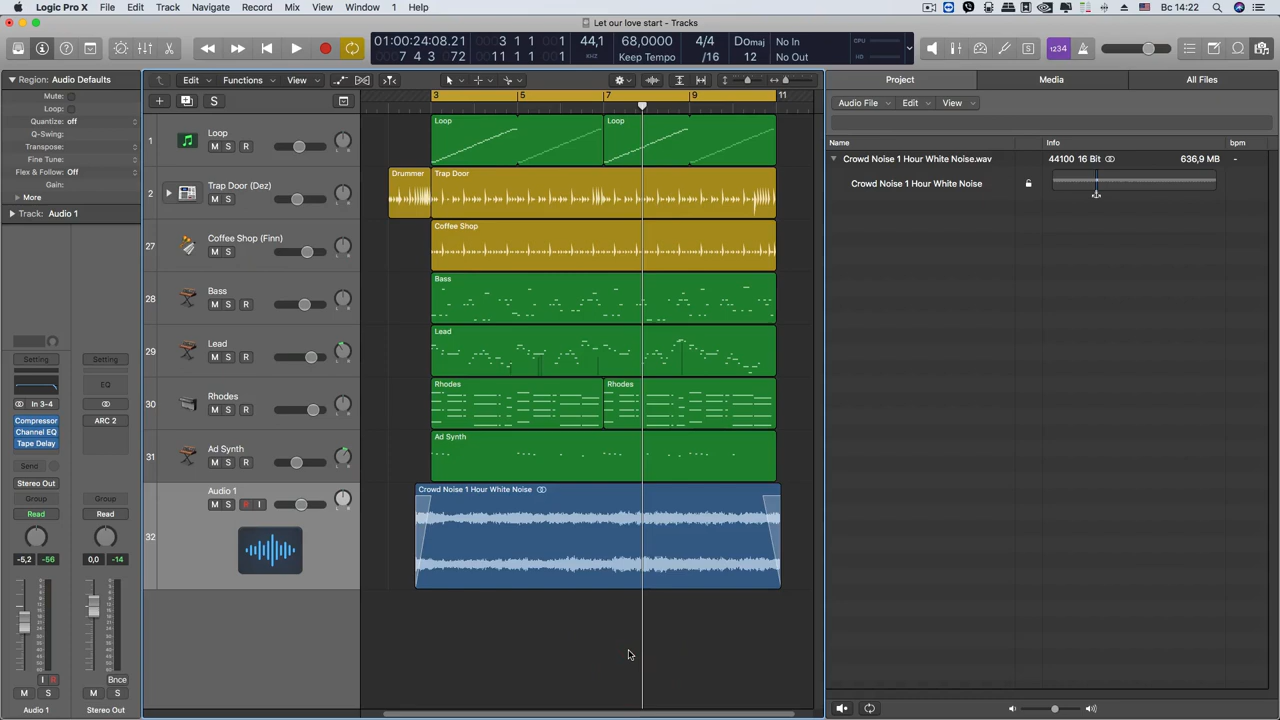 Logic Pro X File Edit Track Navigate Record Mix View Window 1 Help
Вс 14:22
Let our love start - Tracks
01:00:24:08.21 3 1 1 1 44,1 68,0000 4/4 Domaj No In CPU
7 4 4 72 KHZ Keep Tempo /16 12 No Out HD
1234
Region: Audio Defaults
Mute:
Loop:
Quantize: off
Q-Swing:
Transpose:
Fine Tune:
Flex & Follow: Off
Gain:
More
Track: Audio 1
Setting Setting
EQ
In 3-4
Compressor ARC 2
Channel EQ
Tape Delay
Send
Stereo Out
Group Group
Read Read
-5,2 -56 0,0 -14
I R Bnce
M S M S
Audio 1 Stereo Out
Edit Functions View
S
3 5 7 9 11
1 Loop
M S R
2 Trap Door (Dez)
M S
27 Coffee Shop (Finn)
M S
28 Bass
M S R
29 Lead
M S R
30 Rhodes
M S R
31 Ad Synth
M S R
32 Audio 1
M S R I
Loop Loop
Drummer Trap Door
Coffee Shop
Bass
Lead
Rhodes Rhodes
Ad Synth
Crowd Noise 1 Hour White Noise
Project Media All Files
Audio File Edit View
Name Info bpm
Crowd Noise 1 Hour White Noise.wav 44100 16 Bit 636,9 MB -
Crowd Noise 1 Hour White Noise